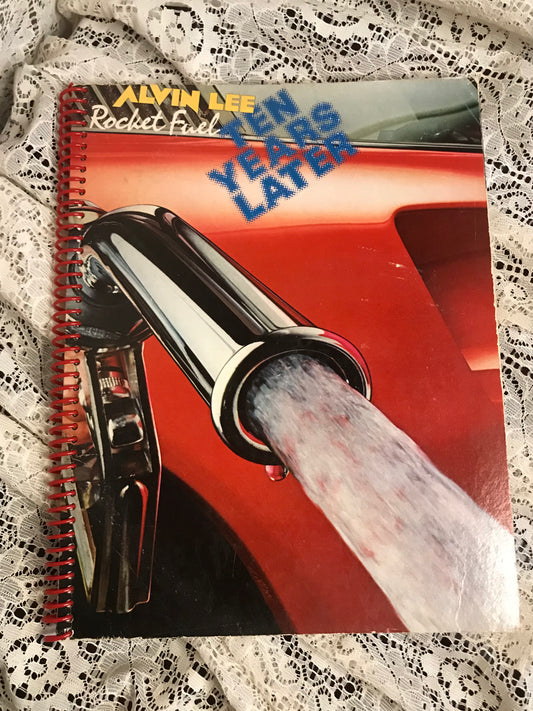 ALVIN LEE
Rocket Fuel
TEN
YEARS
LATER